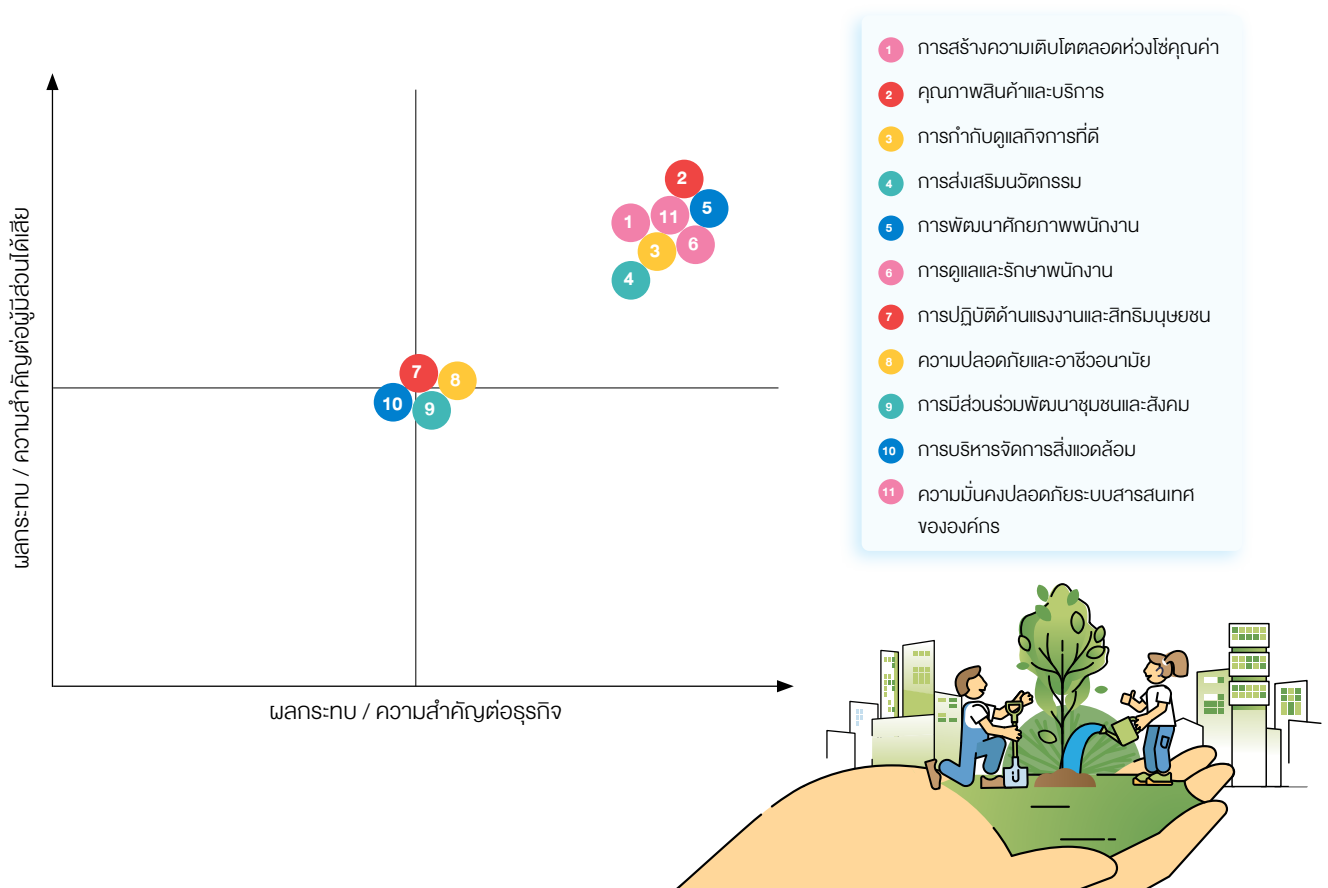 ผลกระทบ / ความสำคัญต่อผู้มีส่วนได้เสีย
2
5
11
1
6
3
4
7
8
10
9
ผลกระทบ / ความสำคัญต่อธุรกิจ
1 การสร้างความเติบโตตลอดห่วงโซ่คุณค่า
2 คุณภาพสินค้าและบริการ
3 การกำกับดูแลกิจการที่ดี
4 การส่งเสริมนวัตกรรม
5 การพัฒนาศักยภาพพนักงาน
6 การดูแลและรักษาพนักงาน
7 การปฏิบัติด้านแรงงานและสิทธิมนุษยชน
8 ความปลอดภัยและอาชีวอนามัย
9 การมีส่วนร่วมพัฒนาชุมชนและสังคม
10 การบริหารจัดการสิ่งแวดล้อม
11 ความมั่นคงปลอดภัยระบบสารสนเทศ
ขององค์กร